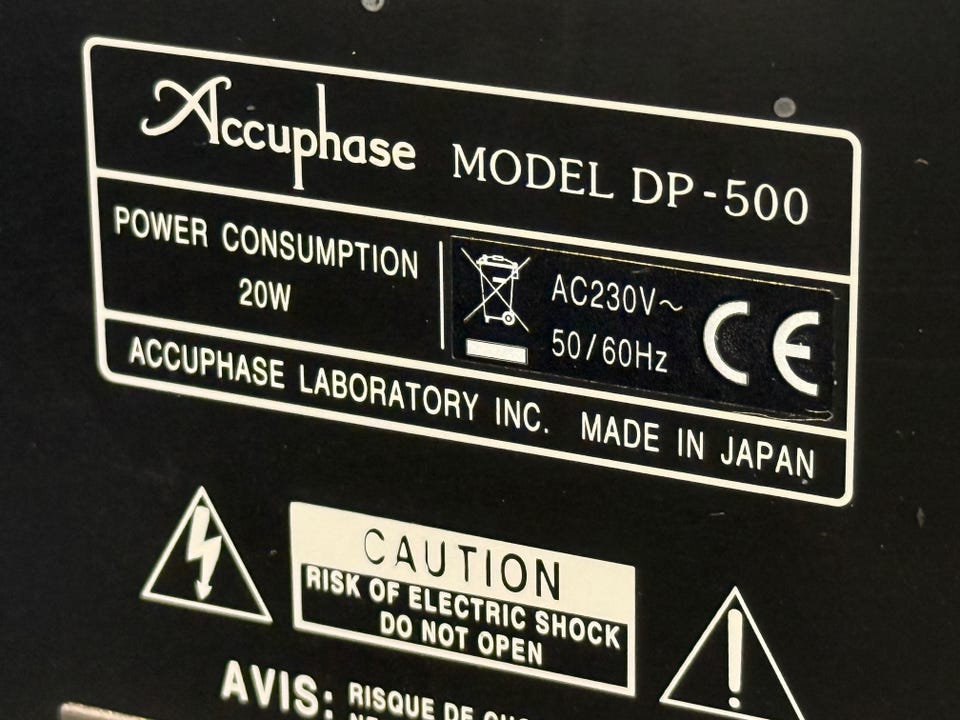 Accuphase MODEL DP-500
POWER CONSUMPTION
20W
AC230V~
50/60Hz
CE
ACCUPHASE LABORATORY INC. MADE IN JAPAN
CAUTION
RISK OF ELECTRIC SHOCK
DO NOT OPEN
AVIS: RISQUE DE